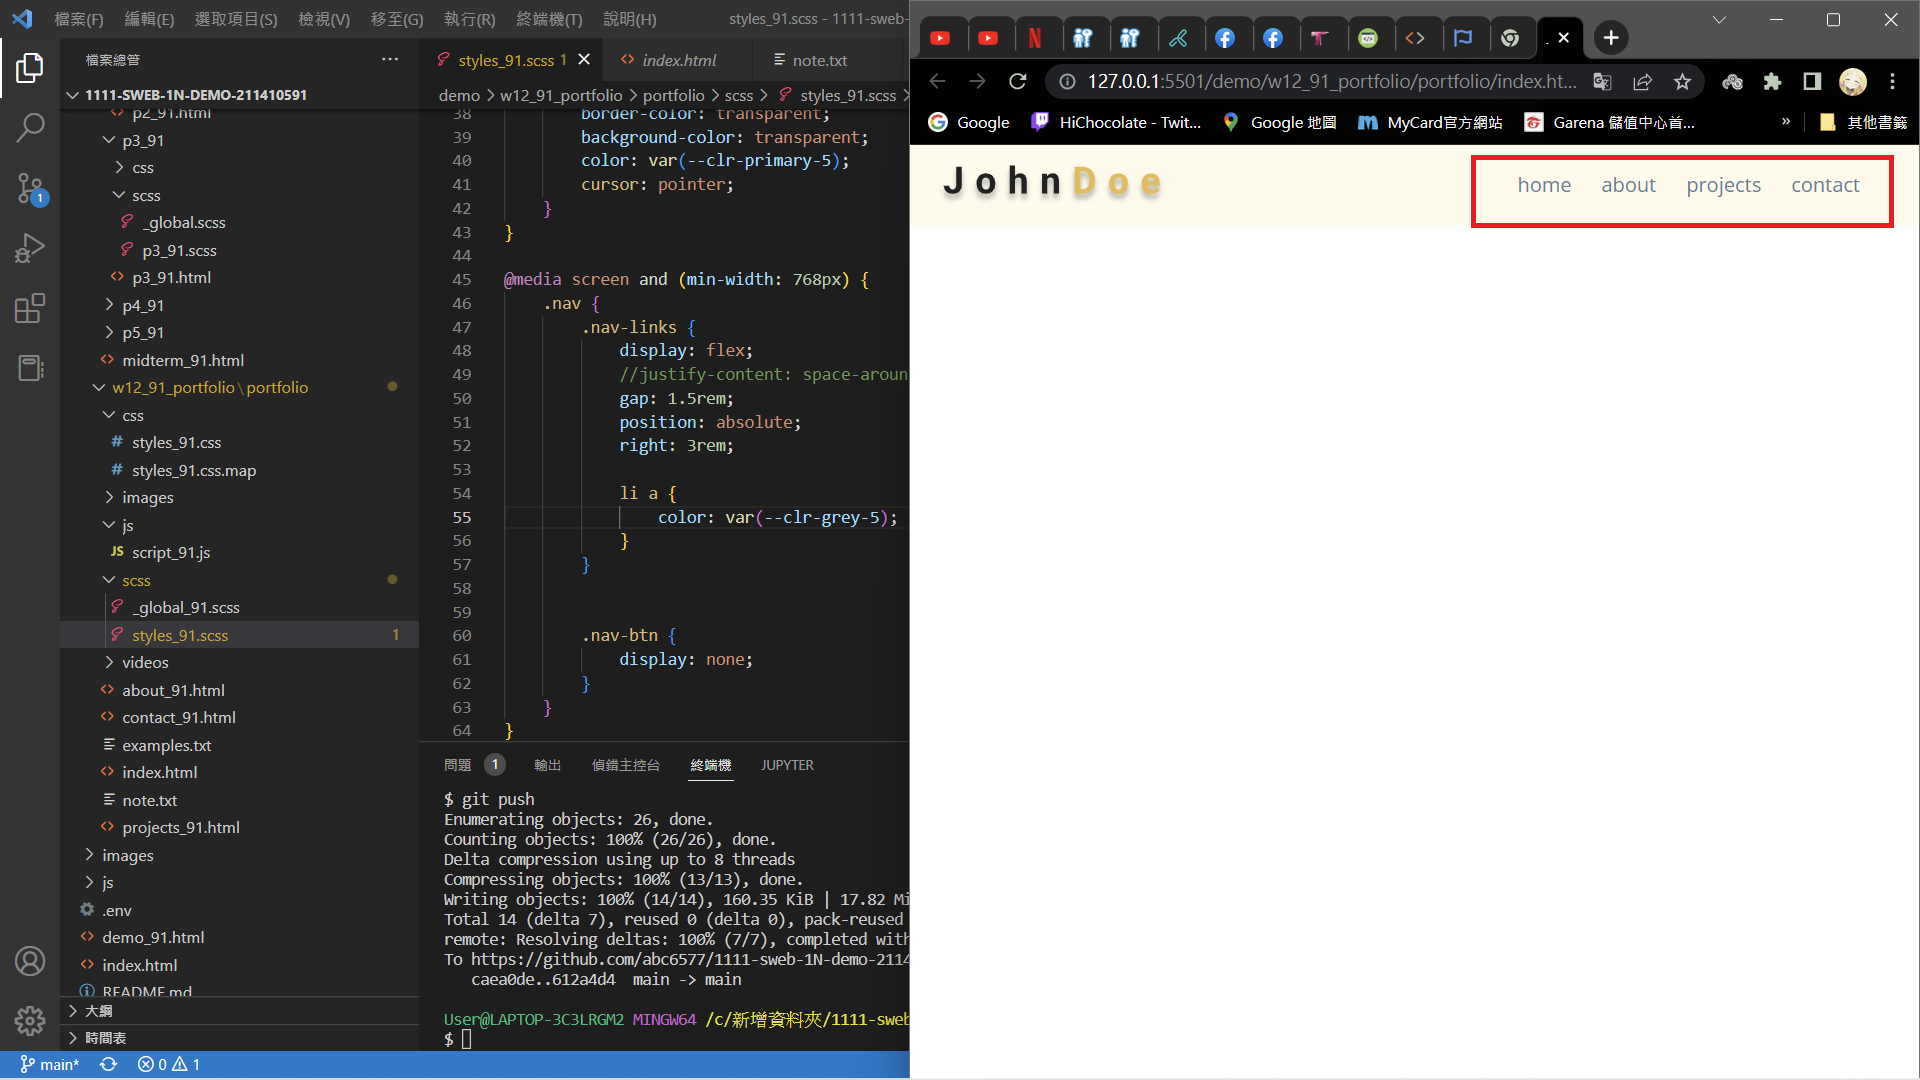 檔案(F) 編輯(E) 選取項目(S) 檢視(V) 移至(G) 執行(R) 終端機(T) 說明(H) styles_91.scss - 1111-sweb-
檔案總管
1111-SWEB-1N-DEMO-211410591
p2_91.html
p3_91
css
scss
_global.scss
p3_91.scss
p3_91.html
p4_91
p5_91
midterm_91.html
w12_91_portfolio\portfolio
css
# styles_91.css
# styles_91.css.map
images
js
JS script_91.js
scss
_global_91.scss
styles_91.scss 1
videos
about_91.html
contact_91.html
examples.txt
index.html
note.txt
projects_91.html
images
js
.env
demo_91.html
index.html
README.md
大綱
時間表
main* 0 1
styles_91.scss 1 index.html note.txt
demo > w12_91_portfolio > portfolio > scss > styles_91.scss >
38 border-color: transparent;
39 background-color: transparent;
40 color: var(--clr-primary-5);
41 cursor: pointer;
42 }
43 }
44
45 @media screen and (min-width: 768px) {
46 .nav {
47 .nav-links {
48 display: flex;
49 //justify-content: space-aroun
50 gap: 1.5rem;
51 position: absolute;
52 right: 3rem;
53
54 li a {
55 color: var(--clr-grey-5);
56 }
57 }
58
59
60 .nav-btn {
61 display: none;
62 }
63 }
64 }
問題 1 輸出 偵錯主控台 終端機 JUPYTER
$ git push
Enumerating objects: 26, done.
Counting objects: 100% (26/26), done.
Delta compression using up to 8 threads
Compressing objects: 100% (13/13), done.
Writing objects: 100% (14/14), 160.35 KiB | 17.82 Mi
Total 14 (delta 7), reused 0 (delta 0), pack-reused
remote: Resolving deltas: 100% (7/7), completed with
To https://github.com/abc6577/1111-sweb-1N-demo-2114
caea0de..612a4d4 main -> main
User@LAPTOP-3C3LRGM2 MINGW64 /c/新增資料夾/1111-sweb
$
127.0.0.1:5501/demo/w12_91_portfolio/portfolio/index.ht...
Google HiChocolate - Twit... Google 地圖 MyCard官方網站 Garena 儲值中心首... » 其他書籤
JohnDoe home about projects contact